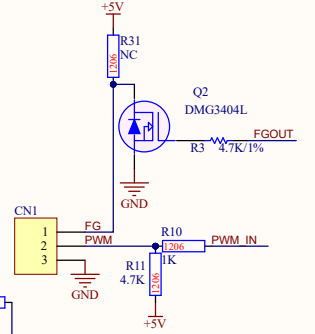 +5V
R31
NC
1206
Q2
DMG3404L
FGOUT
R3 4.7K/1%
GND
CN1
1 FG
2 PWM
3
R10
1206
1K
PWM_IN
R11
4.7K
1206
GND
+5V